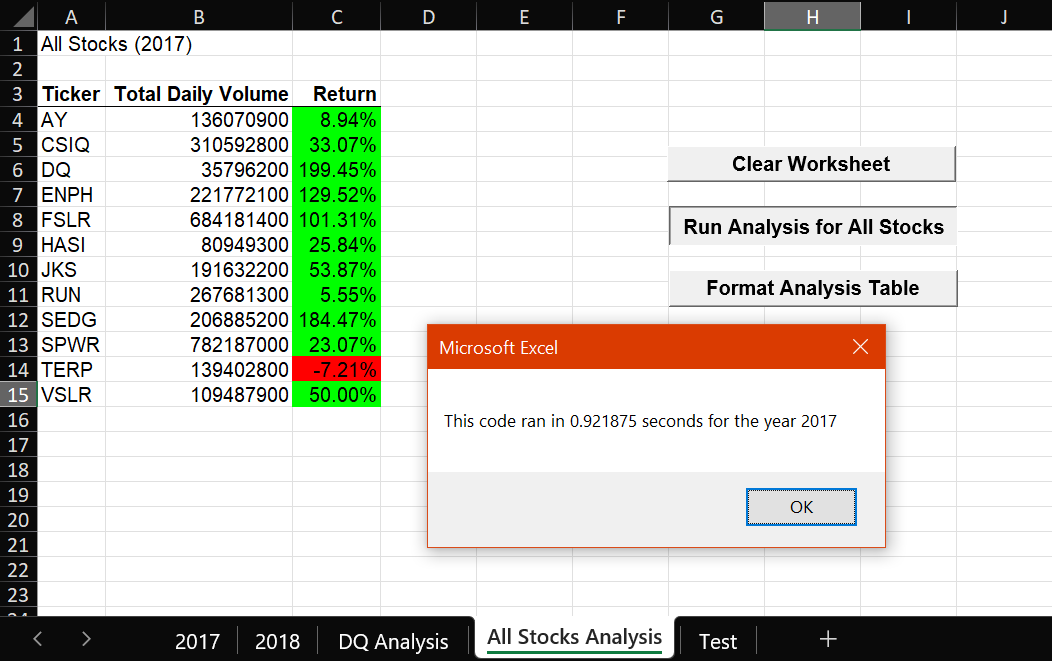 A B C D E F G H I J
1 All Stocks (2017)
2
3 Ticker Total Daily Volume Return
4 AY 136070900 8.94%
5 CSIQ 310592800 33.07%
Clear Worksheet
6 DQ 35796200 199.45%
7 ENPH 221772100 129.52%
8 FSLR 684181400 101.31%
Run Analysis for All Stocks
9 HASI 80949300 25.84%
10 JKS 191632200 53.87%
11 RUN 267681300 5.55%
Format Analysis Table
12 SEDG 206885200 184.47%
13 SPWR 782187000 23.07%
14 TERP 139402800 -7.21%
15 VSLR 109487900 50.00%
16
17
18
19
20
21
22
23
24
Microsoft Excel
This code ran in 0.921875 seconds for the year 2017
OK
2017 2018 DQ Analysis All Stocks Analysis Test +